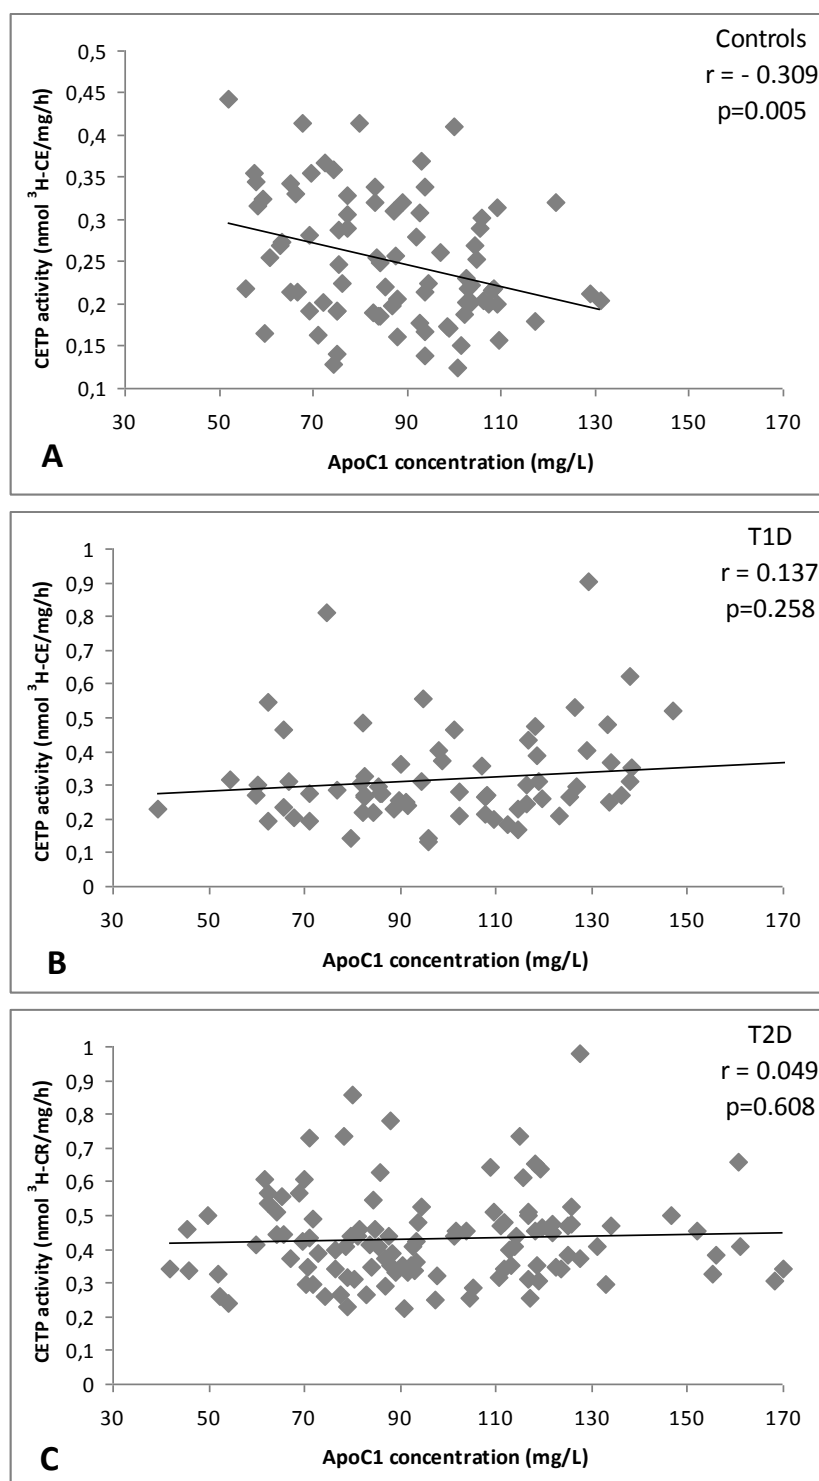 Controls
r = - 0.309
p=0.005
CETP activity (nmol ³H-CE/mg/h)
0,5
0,45
0,4
0,35
0,3
0,25
0,2
0,15
0,1
30 50 70 90 110 130 150 170
A
ApoC1 concentration (mg/L)
T1D
r = 0.137
p=0.258
CETP activity (nmol ³H-CE/mg/h)
1
0,9
0,8
0,7
0,6
0,5
0,4
0,3
0,2
0,1
0
30 50 70 90 110 130 150 170
B
ApoC1 concentration (mg/L)
T2D
r = 0.049
p=0.608
CETP activity (nmol ³H-CR/mg/h)
1
0,9
0,8
0,7
0,6
0,5
0,4
0,3
0,2
0,1
0
30 50 70 90 110 130 150 170
C
ApoC1 concentration (mg/L)